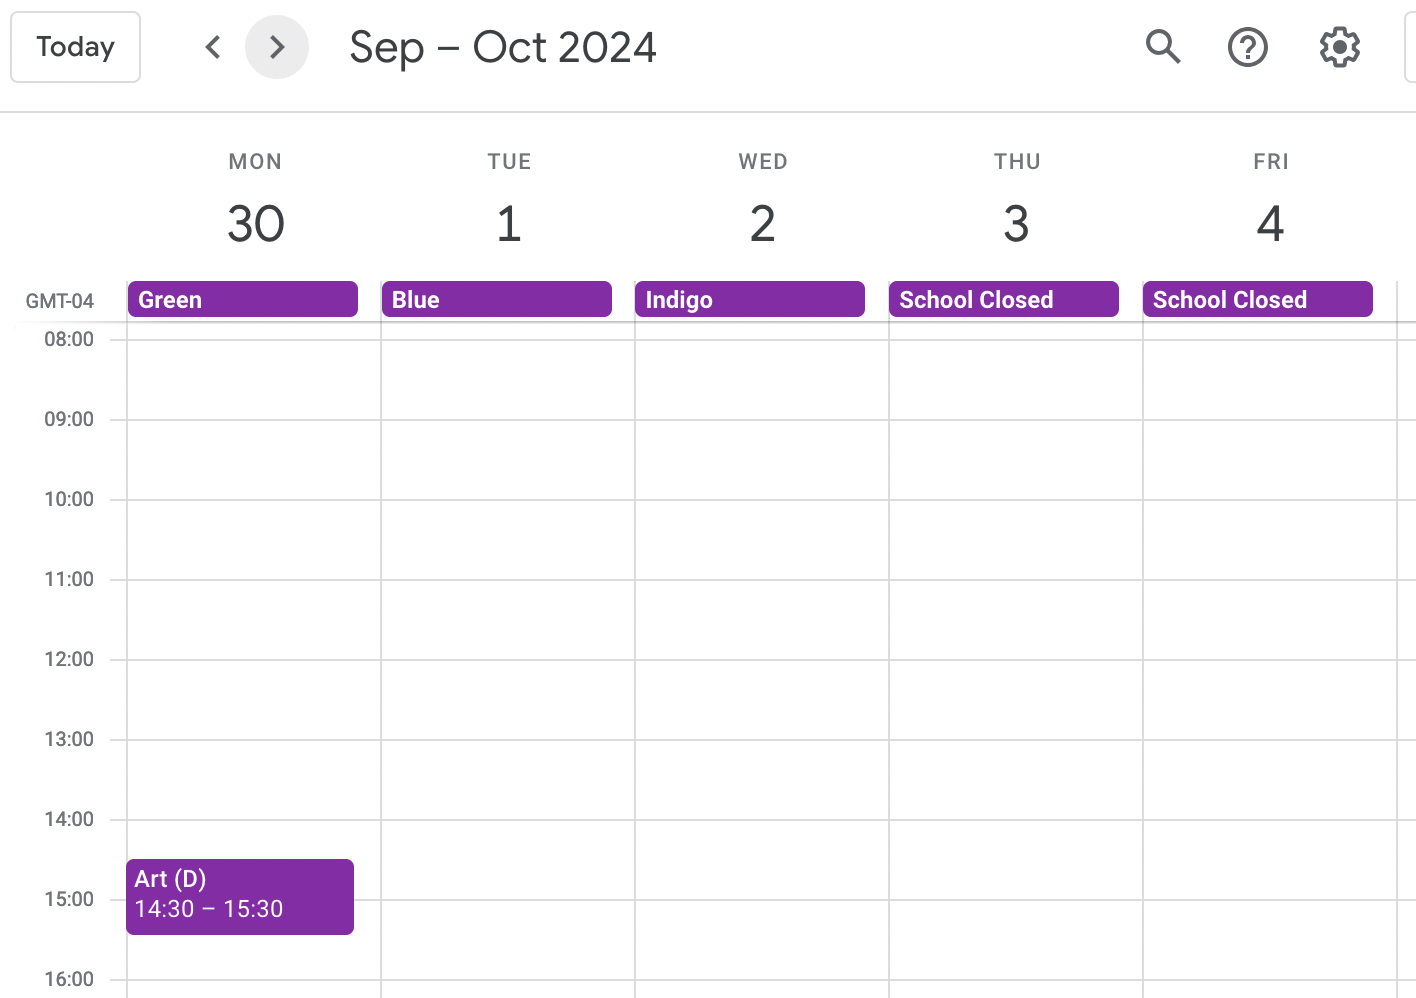 Today
Sep – Oct 2024
MON TUE WED THU FRI
30 1 2 3 4
GMT-04 Green Blue Indigo School Closed School Closed
08:00
09:00
10:00
11:00
12:00
13:00
14:00
Art (D)
15:00 14:30 – 15:30
16:00